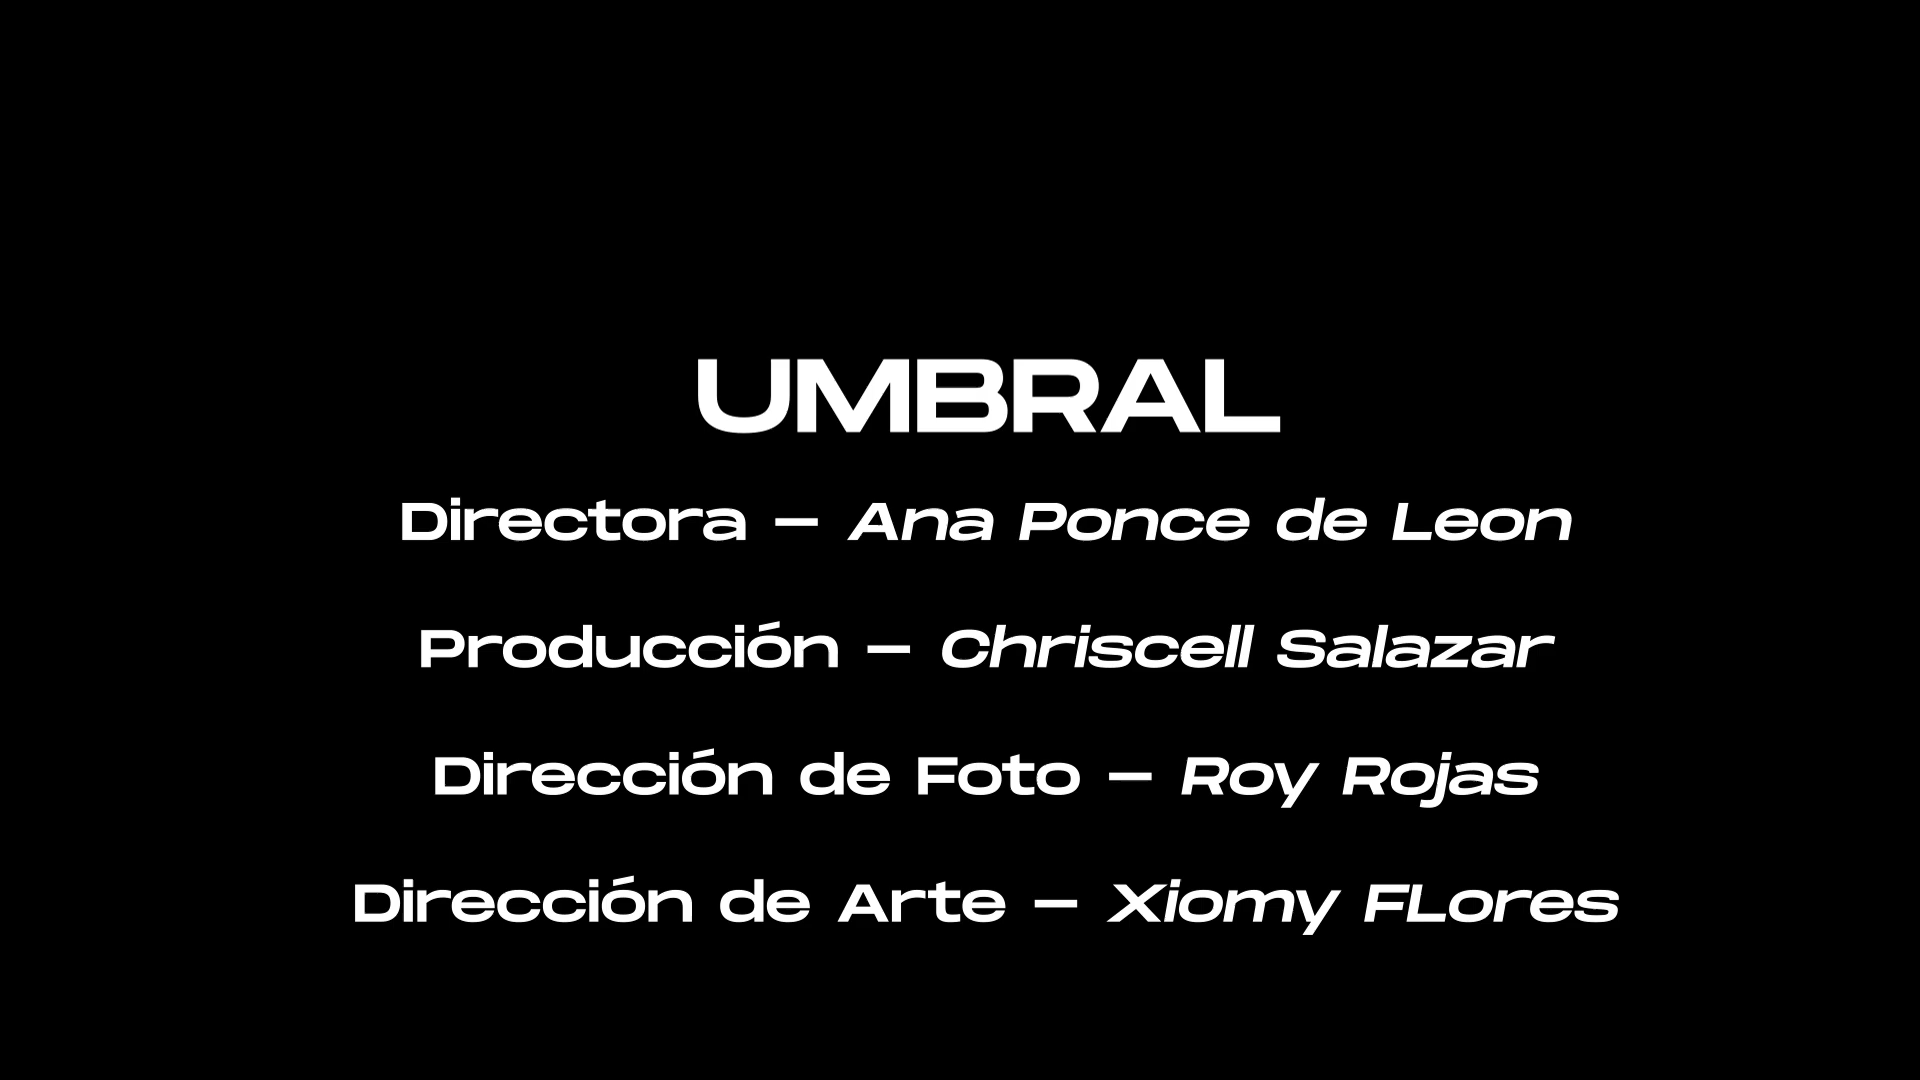 UMBRAL
Directora – Ana Ponce de Leon
Producción – Chriscell Salazar
Dirección de Foto – Roy Rojas
Dirección de Arte – Xiomy FLores